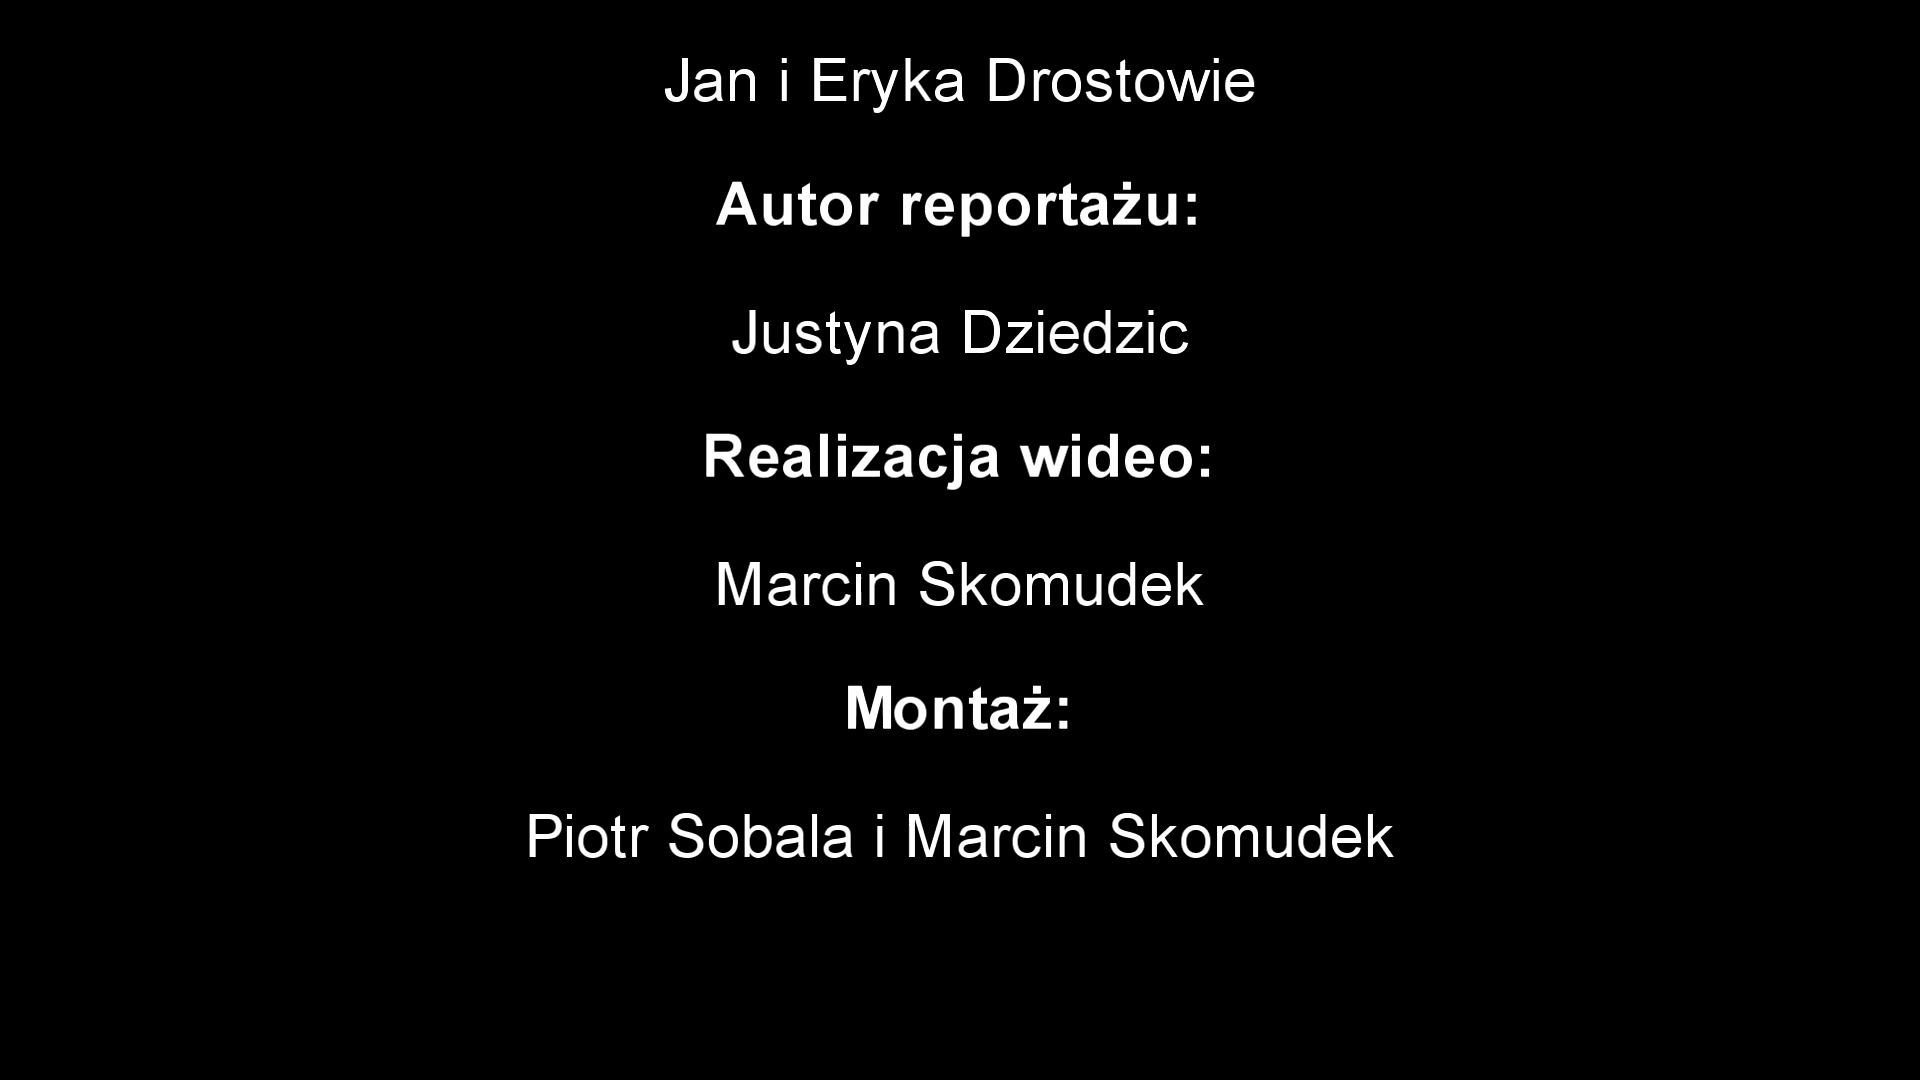 Jan i Eryka Drostowie
Autor reportażu:
Justyna Dziedzic
Realizacja wideo:
Marcin Skomudek
Montaż:
Piotr Sobala i Marcin Skomudek